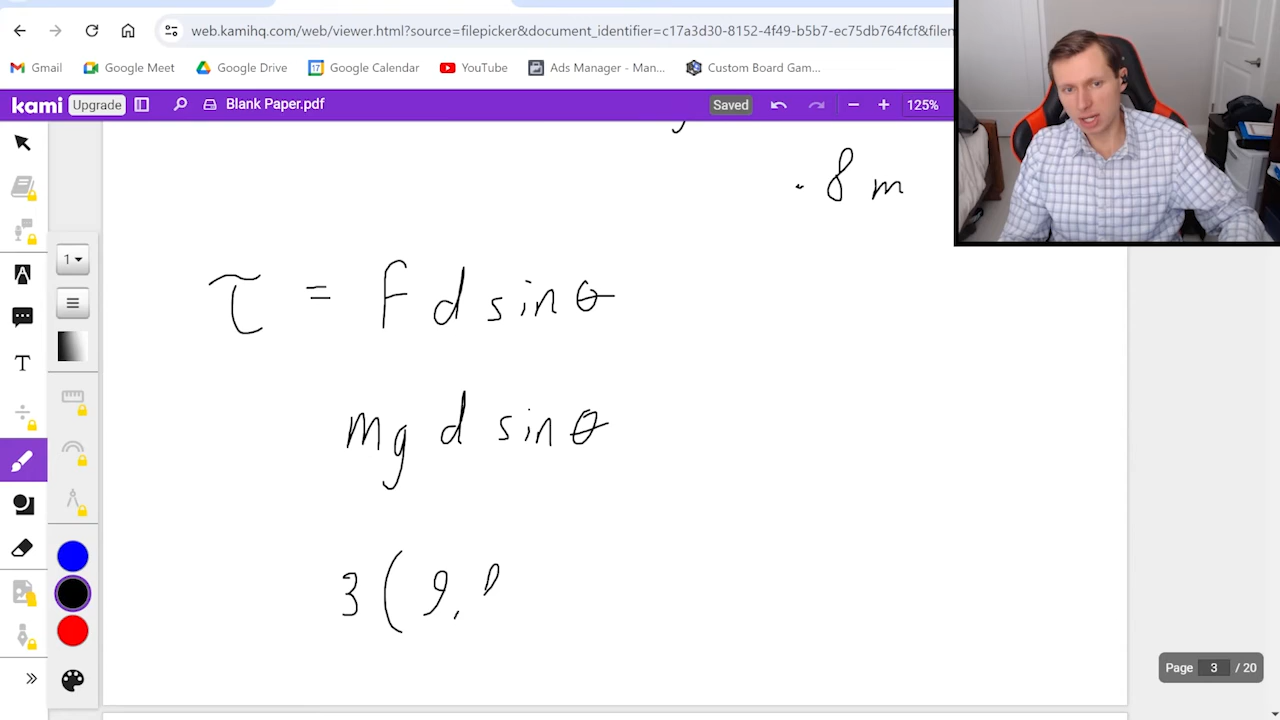 web.kamihq.com/web/viewer.html?source=filepicker&document_identifier=c17a3d30-8152-4f49-b5b7-ec75db764fcf&filen
Gmail Google Meet Google Drive 17 Google Calendar YouTube Ads Manager - Man... Custom Board Gam...
kami Upgrade Blank Paper.pdf Saved 125%
.8 m
1
τ = F d sin θ
A
T
mg d sin θ
3 ( 9.
Page 3 / 20